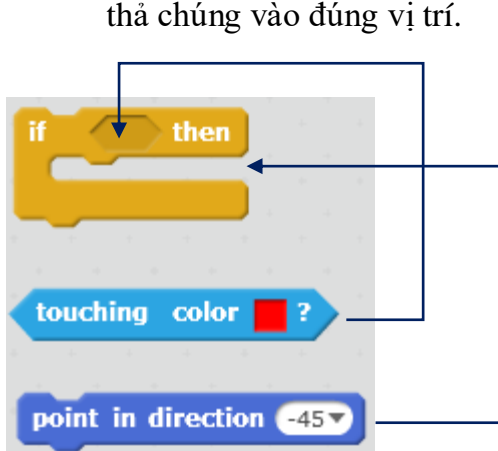 thả chúng vào đúng vị trí.
if then
touching color ?
point in direction -45